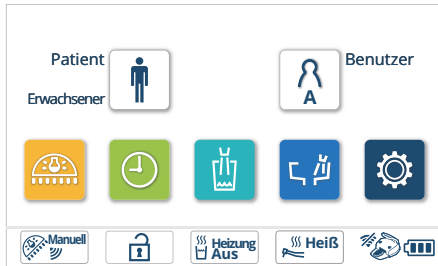 Patient
Benutzer
Erwachsener
A
Manuell
Heizung
Aus
Heiß